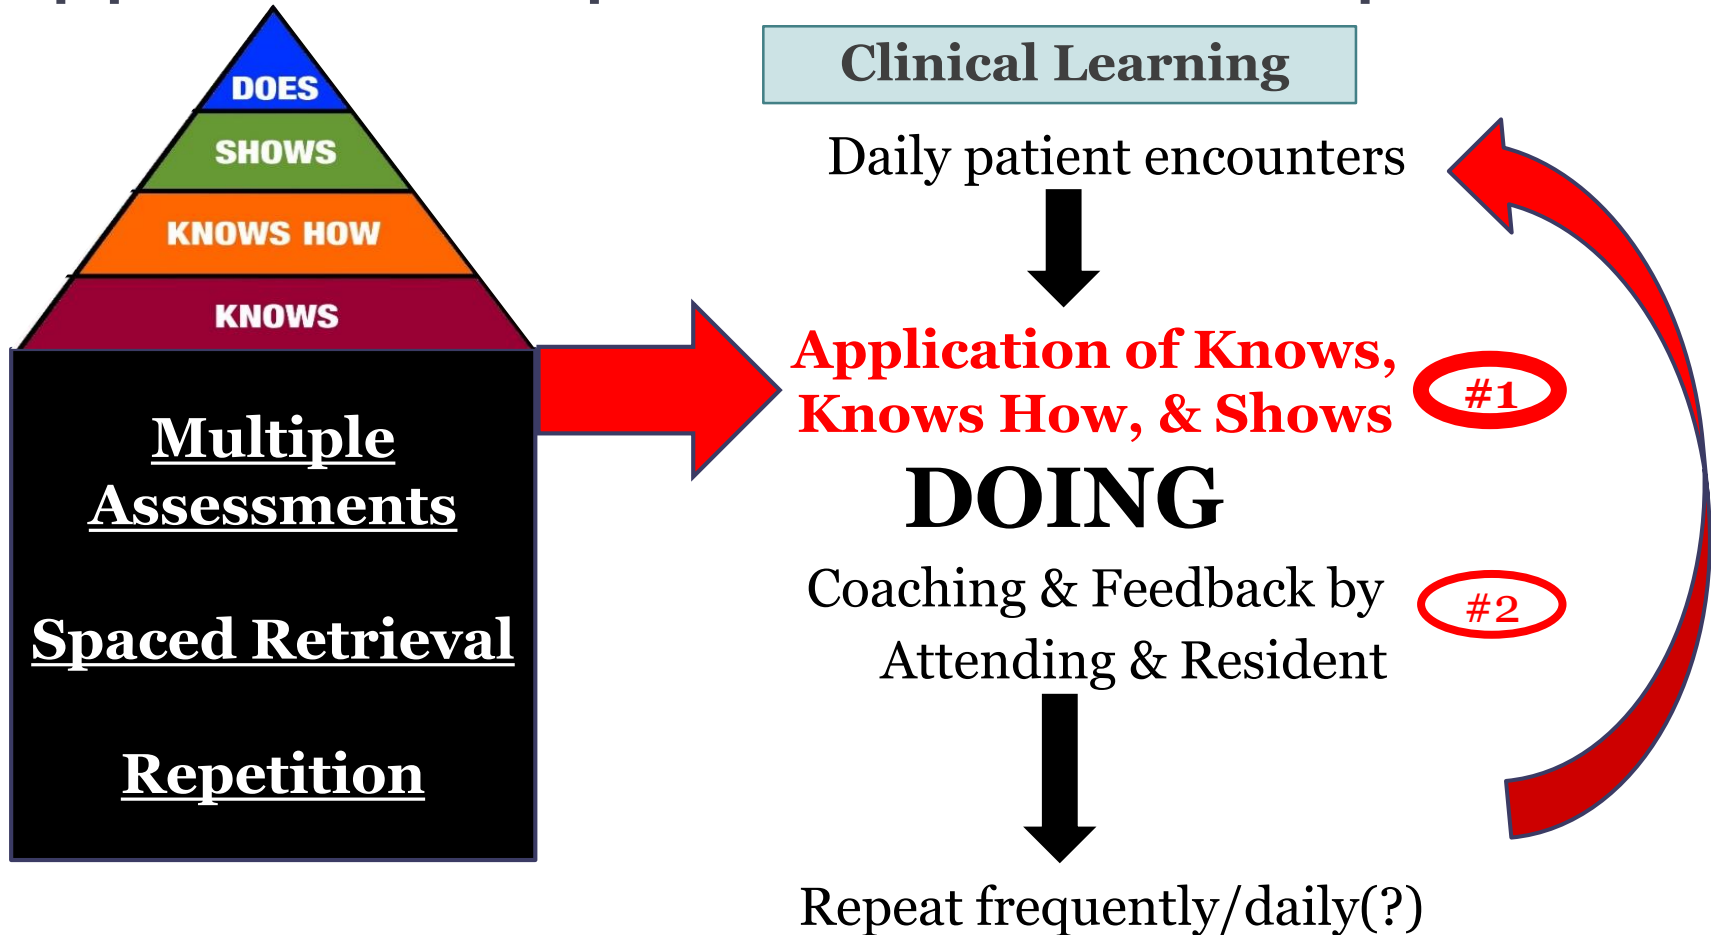 DOES
SHOWS
KNOWS HOW
KNOWS
Multiple
Assessments
Spaced Retrieval
Repetition
Clinical Learning
Daily patient encounters
Application of Knows,
Knows How, & Shows
#1
DOING
Coaching & Feedback by
Attending & Resident
#2
Repeat frequently/daily(?)